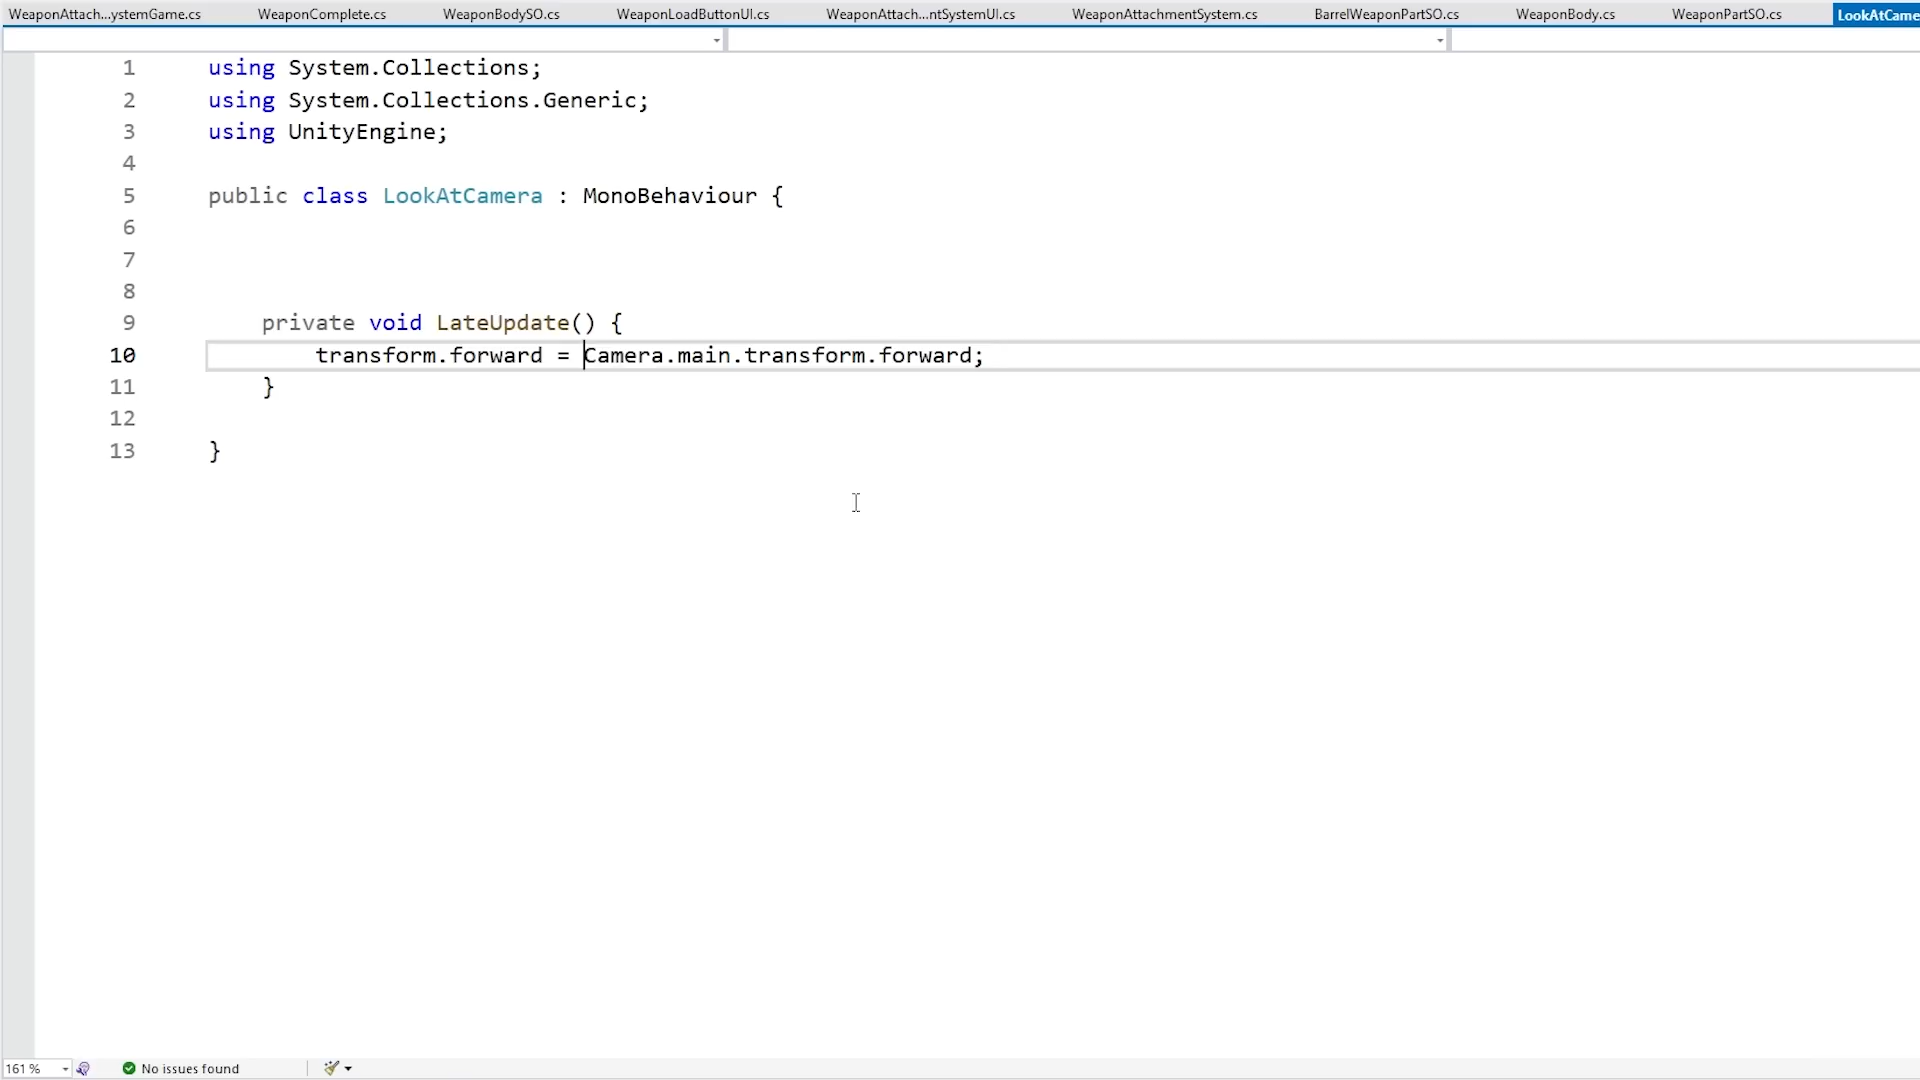 WeaponAttach...ystemGame.cs WeaponComplete.cs WeaponBodySO.cs WeaponLoadButtonUI.cs WeaponAttach...ntSystemUI.cs WeaponAttachmentSystem.cs BarrelWeaponPartSO.cs WeaponBody.cs WeaponPartSO.cs LookAtCame
1 using System.Collections;
2 using System.Collections.Generic;
3 using UnityEngine;
4
5 public class LookAtCamera : MonoBehaviour {
6
7
8
9 private void LateUpdate() {
10 transform.forward = Camera.main.transform.forward;
11 }
12
13 }
161 % No issues found